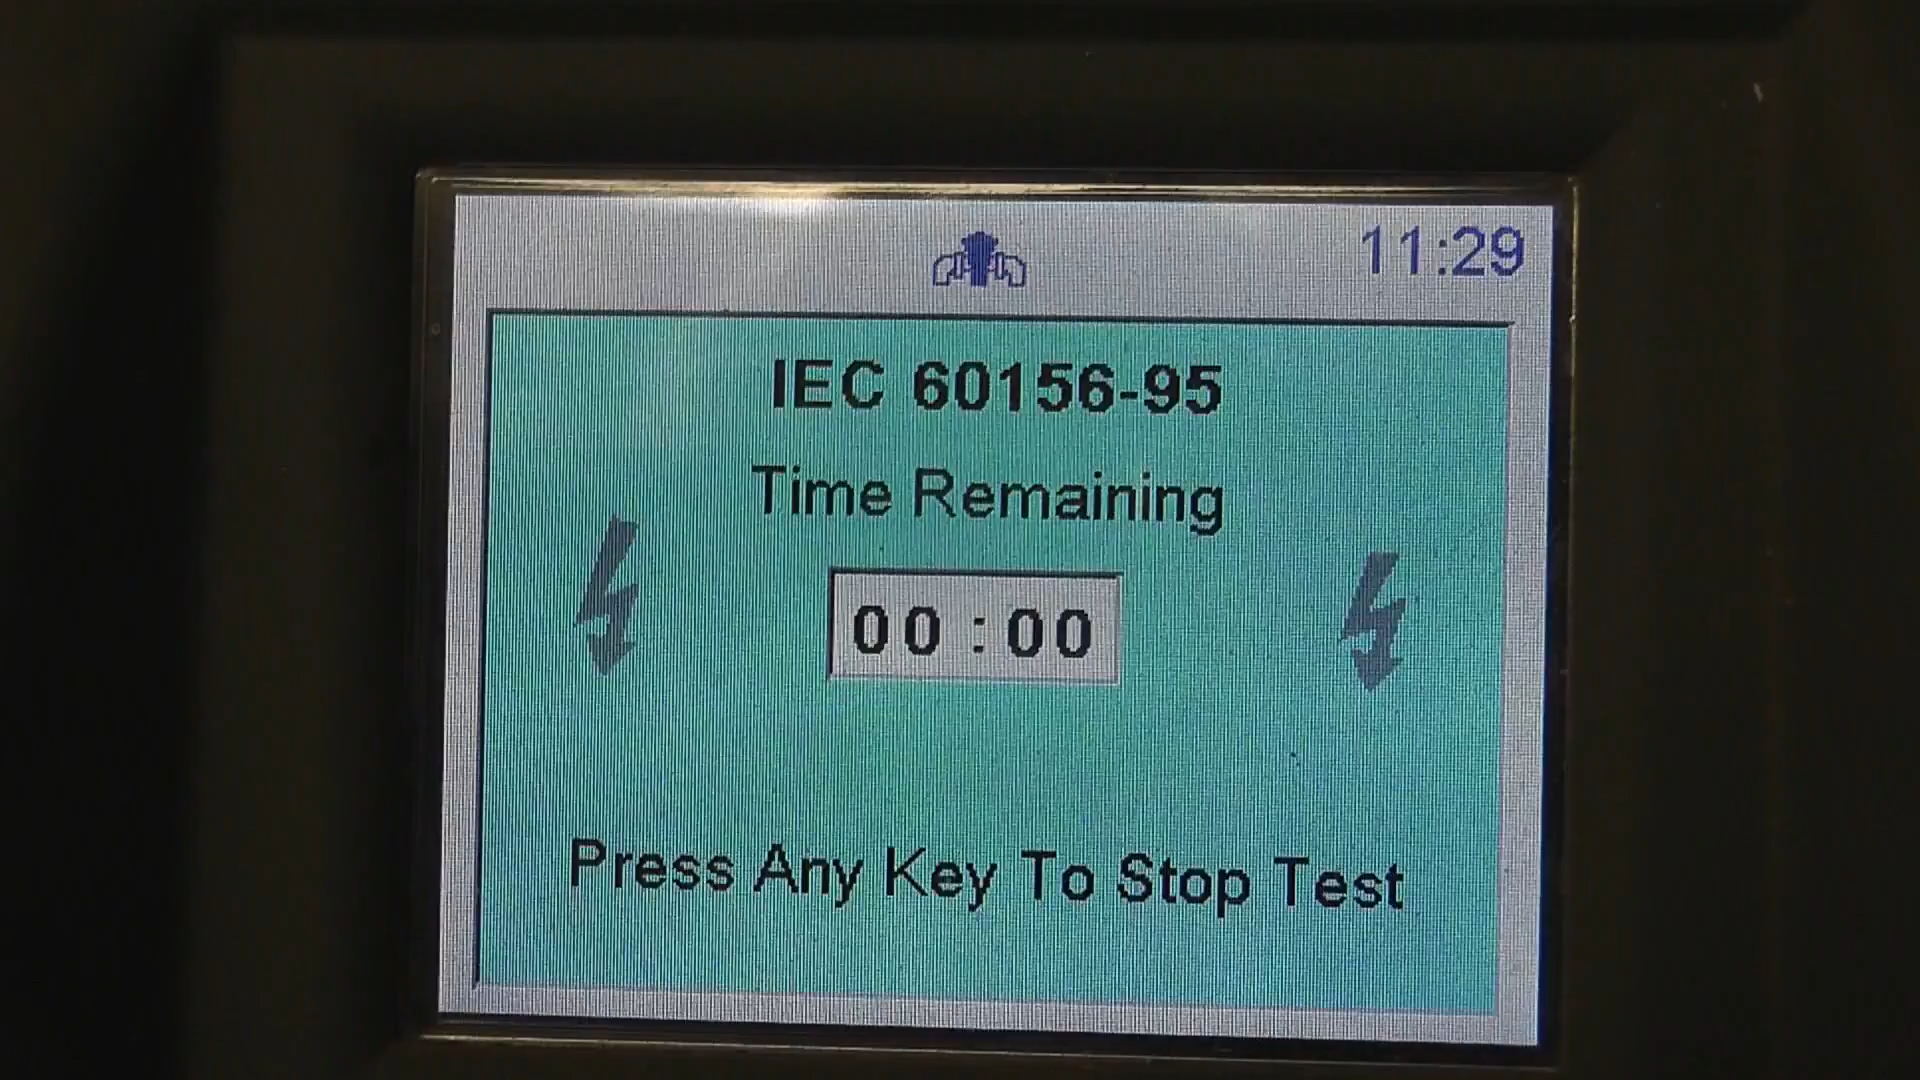 11:29
IEC 60156-95
Time Remaining
00:00
Press Any Key To Stop Test